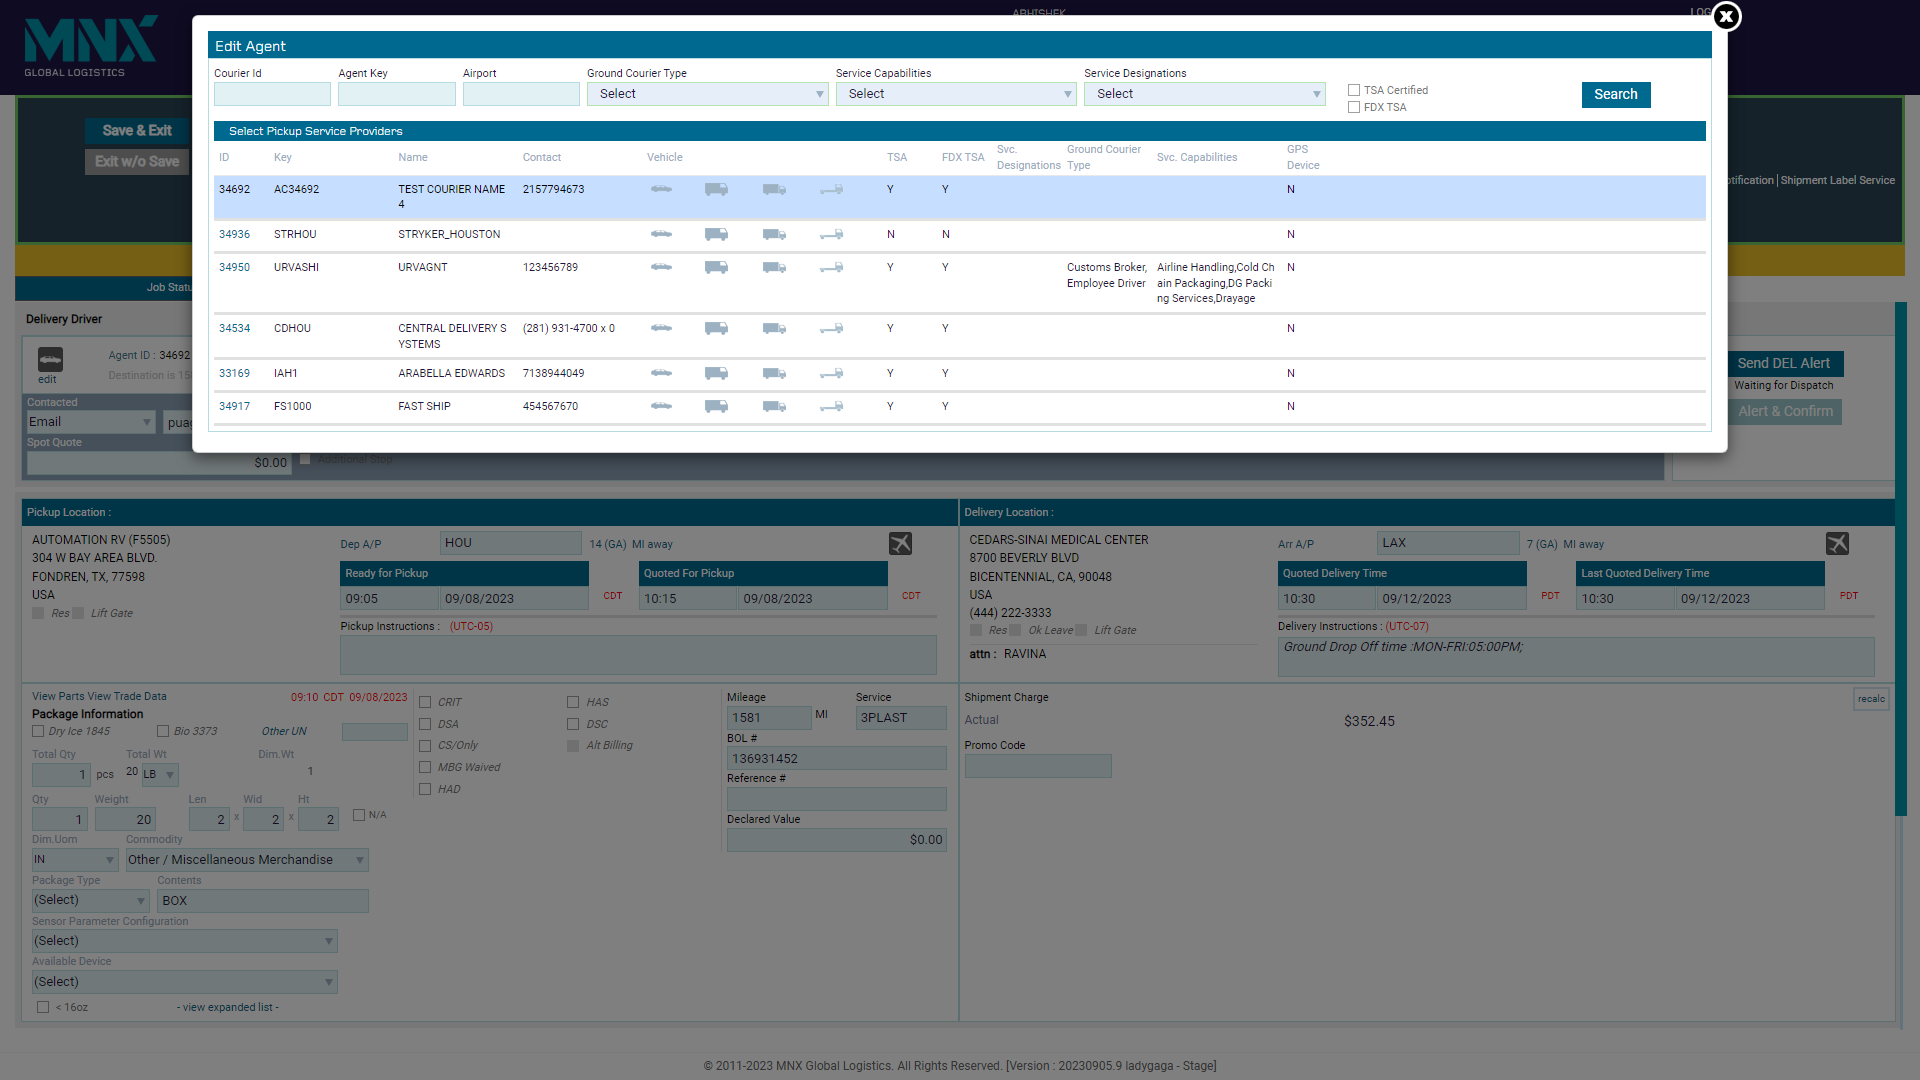 MNX
GLOBAL LOGISTICS
ABHISHEK
LOG
X
Edit Agent
Courier Id
Agent Key
Airport
Ground Courier Type
Service Capabilities
Service Designations
Select
Select
Select
TSA Certified
FDX TSA
Search
Save & Exit
Exit w/o Save
Select Pickup Service Providers
ID Key Name Contact Vehicle TSA FDX TSA Svc. Designations Ground Courier Type Svc. Capabilities GPS Device
34692 AC34692 TEST COURIER NAME 2157794673 Y Y N
4
34936 STRHOU STRYKER_HOUSTON N N N
34950 URVASHI URVAGNT 123456789 Y Y Customs Broker, Airline Handling,Cold Ch N
Employee Driver ain Packaging,DG Packi
ng Services,Drayage
34534 CDHOU CENTRAL DELIVERY S (281) 931-4700 x 0 Y Y N
YSTEMS
33169 IAH1 ARABELLA EDWARDS 7138944049 Y Y N
34917 FS1000 FAST SHIP 454567670 Y Y N
otification | Shipment Label Service
Job Statu
Delivery Driver
Agent ID : 34692
Destination is 15
edit
Contacted
Email
puag
Spot Quote
$0.00
Additional Stop
Send DEL Alert
Waiting for Dispatch
Alert & Confirm
Pickup Location :
AUTOMATION RV (F5505)
304 W BAY AREA BLVD.
FONDREN, TX, 77598
USA
Res Lift Gate
Dep A/P HOU 14 (GA) MI away
Ready for Pickup
09:05 09/08/2023 CDT
Quoted For Pickup
10:15 09/08/2023 CDT
Pickup Instructions : (UTC-05)
Delivery Location :
CEDARS-SINAI MEDICAL CENTER
8700 BEVERLY BLVD
BICENTENNIAL, CA, 90048
USA
(444) 222-3333
Res Ok Leave Lift Gate
attn : RAVINA
Arr A/P LAX 7 (GA) MI away
Quoted Delivery Time
10:30 09/12/2023 PDT
Last Quoted Delivery Time
10:30 09/12/2023 PDT
Delivery Instructions : (UTC-07)
Ground Drop Off time :MON-FRI:05:00PM;
View Parts View Trade Data
09:10 CDT 09/08/2023
Package Information
Dry Ice 1845 Bio 3373 Other UN
Total Qty Total Wt Dim.Wt
1 pcs 20 LB 1
Qty Weight Len Wid Ht
1 20 2 x 2 x 2 N/A
Dim.Uom Commodity
IN Other / Miscellaneous Merchandise
Package Type Contents
(Select) BOX
Sensor Parameter Configuration
(Select)
Available Device
(Select)
< 16oz - view expanded list -
CRIT HAS
DSA DSC
CS/Only Alt Billing
MBG Waived
HAD
Mileage Service
1581 MI 3PLAST
BOL #
136931452
Reference #
Declared Value
$0.00
Shipment Charge
recalc
Actual $352.45
Promo Code
© 2011-2023 MNX Global Logistics. All Rights Reserved. [Version : 20230905.9 ladygaga - Stage]